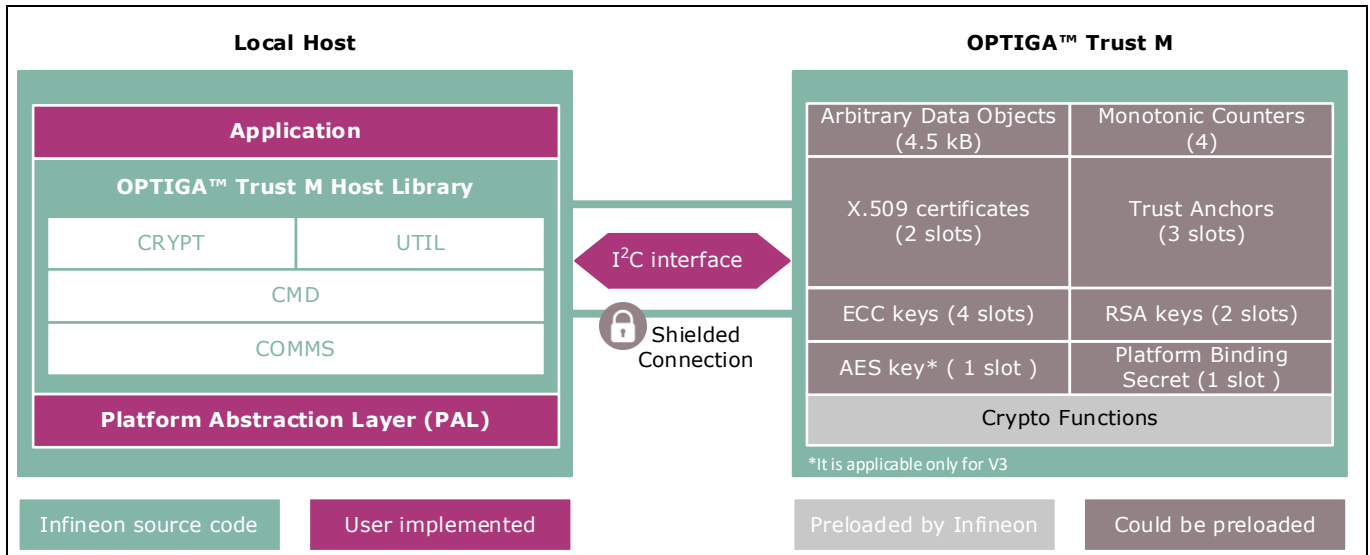 Local Host
OPTIGA™ Trust M
Application
OPTIGA™ Trust M Host Library
CRYPT
UTIL
CMD
COMMS
Platform Abstraction Layer (PAL)
I²C interface
Shielded
Connection
Arbitrary Data Objects
(4.5 kB)
Monotonic Counters
(4)
X.509 certificates
(2 slots)
Trust Anchors
(3 slots)
ECC keys (4 slots)
RSA keys (2 slots)
AES key* ( 1 slot )
Platform Binding
Secret (1 slot )
Crypto Functions
*It is applicable only for V3
Infineon source code
User implemented
Preloaded by Infineon
Could be preloaded